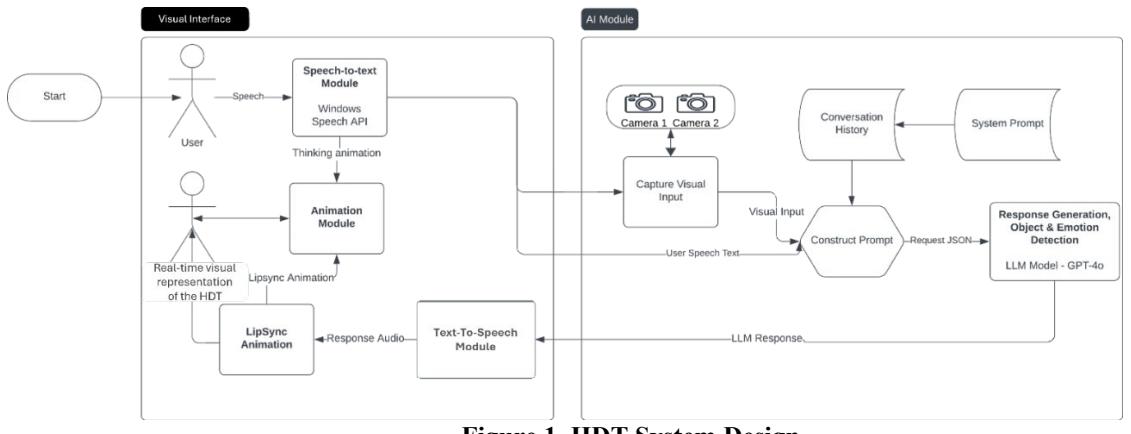 Visual Interface
AI Module
Start
User
Speech
Speech-to-text
Module
Windows
Speech API
Thinking animation
Animation
Module
Real-time visual
representation
of the HDT
Lipsync Animation
LipSync
Animation
Response Audio
Text-To-Speech
Module
Camera 1 Camera 2
Capture Visual
Input
Visual Input
User Speech Text
Conversation
History
System Prompt
Construct Prompt
Request JSON
Response Generation,
Object & Emotion
Detection
LLM Model - GPT-4o
LLM Response
Figure 1. HDT System Design